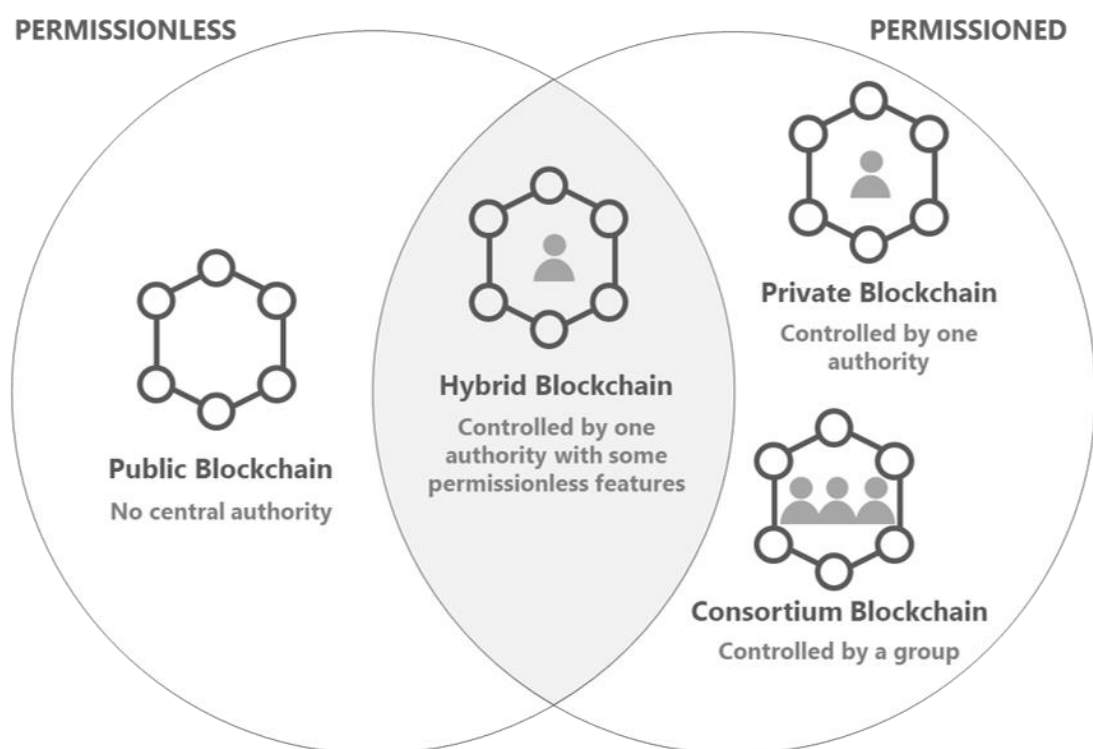 PERMISSIONLESS
PERMISSIONED
Public Blockchain
No central authority
Hybrid Blockchain
Controlled by one
authority with some
permissionless features
Private Blockchain
Controlled by one
authority
Consortium Blockchain
Controlled by a group